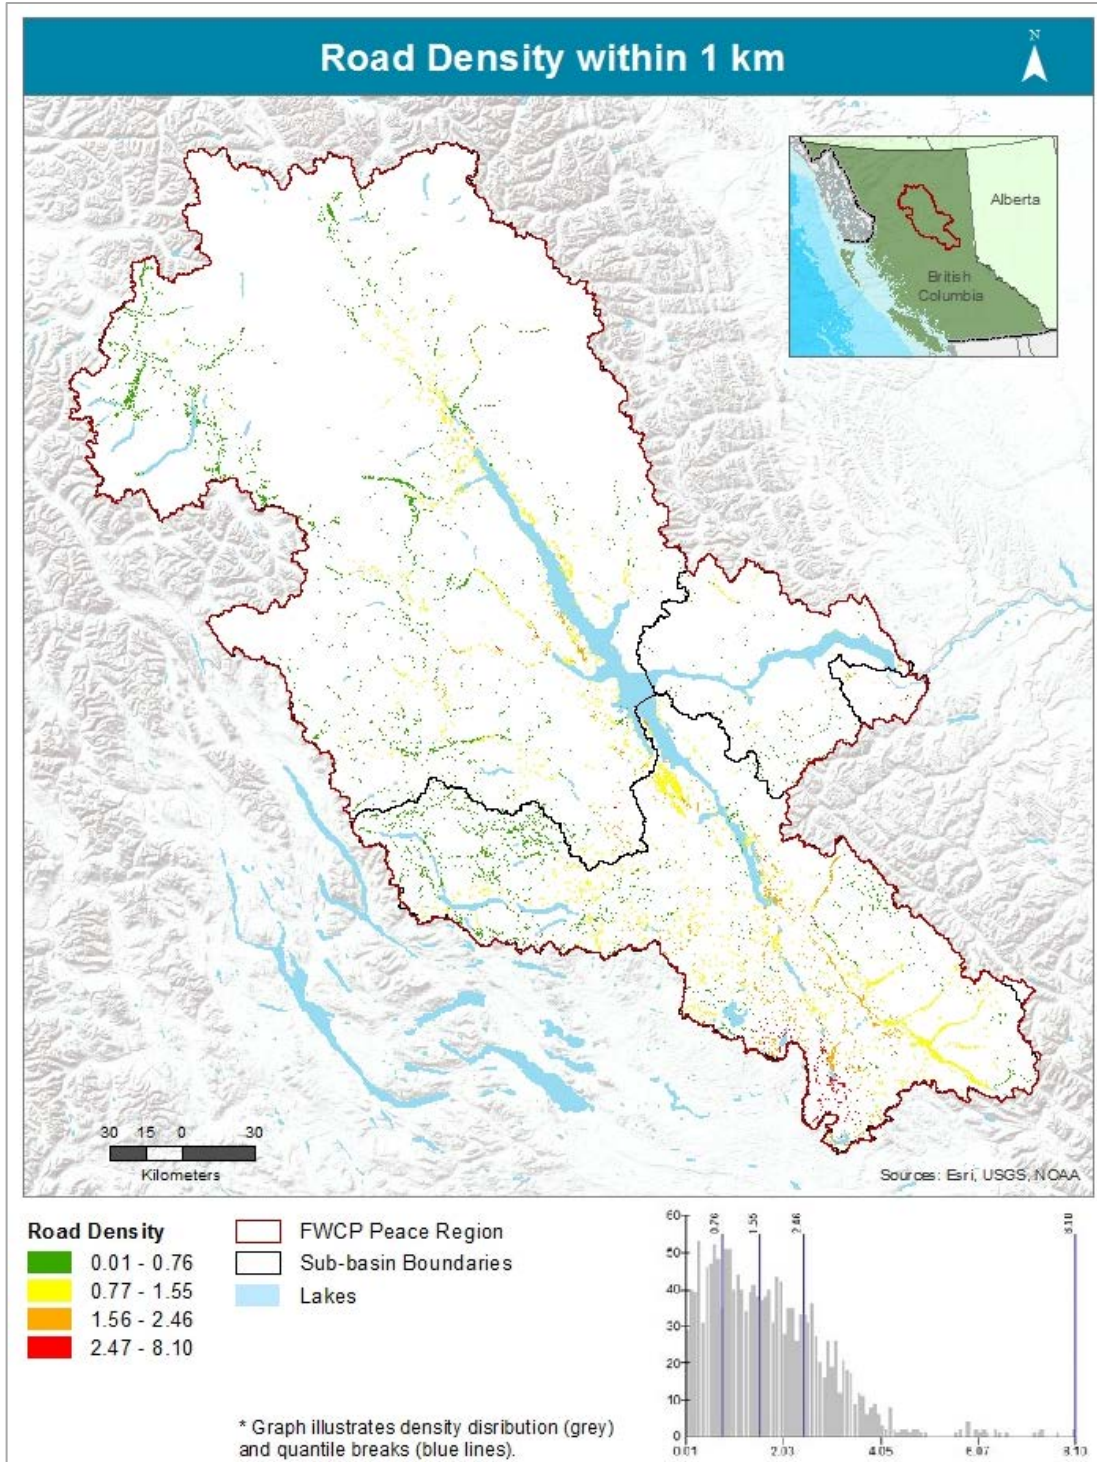 Road Density within 1 km
N
Alberta
British
Columbia
30 15 0 30
Kilometers
Sources: Esri, USGS, NOAA
Road Density
0.01 - 0.76
0.77 - 1.55
1.56 - 2.46
2.47 - 8.10
FWCP Peace Region
Sub-basin Boundaries
Lakes
* Graph illustrates density disribution (grey)
and quantile breaks (blue lines).
0.76
1.55
2.46
8.10
60
50
40
30
20
10
0
0.01 2.03 4.05 6.07 8.10